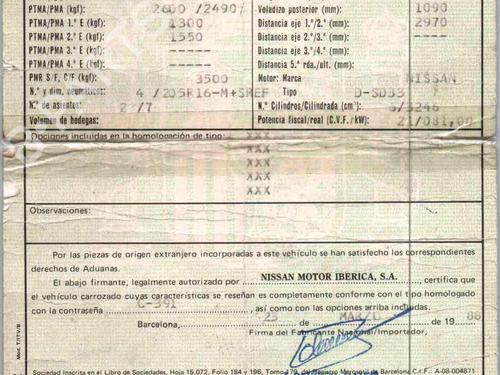 PTMA/PMA (kgf): 2600 /2490/ Voladizo posterior (mm): 1090
PTMA/PMA 1.° E (kgf): 1300 Distancia eje 1.°/2.° (mm): 2970
PTMA/PMA 2.° E (kgf): 1550 Distancia eje 2.°/3.° (mm):
PTMA/PMA 3.° E (kgf): Distancia eje 3.°/4.° (mm):
PTMA/PMA 4.° E (kgf): Distancia 5.ª rda./ult. (mm):
PMR S/F, C/F (kgf): 3500 Motor: Marca NISSAN
N.° y dim. neumáticos: 4 /205R16-M+SREF Tipo D-SD33
N.° de asientos: 2 /7 N.° Cilindros/Cilindrada (cm³): 6/3246
Volumen de bodegas: Potencia fiscal/real (C.V.F./kW): 21/081,00
Opciones incluidas en la homologación de tipo: XXX
XXX
XXX
XXX
XXX
Observaciones:
Por las piezas de origen extranjero incorporadas a este vehículo se han satisfecho los correspondientes
derechos de Aduanas.
El abajo firmante, legalmente autorizado por NISSAN MOTOR IBERICA, S.A., certifica que
el vehículo carrozado cuyas características se reseñan es completamente conforme con el tipo homologado
con la contraseña C-391, así como con las opciones arriba incluidas.
Barcelona, 23 de MARZO de 19 88
Firma del Fabricante Nacional/Importador,
Mod. T/ITV/B
Sociedad Inscrita en el Libro de Sociedades, Hoja 15.072, Folio 184 y 196, Tomo 179, del Registro Mercantil de Barcelona. C.I.F.: A-08-004871